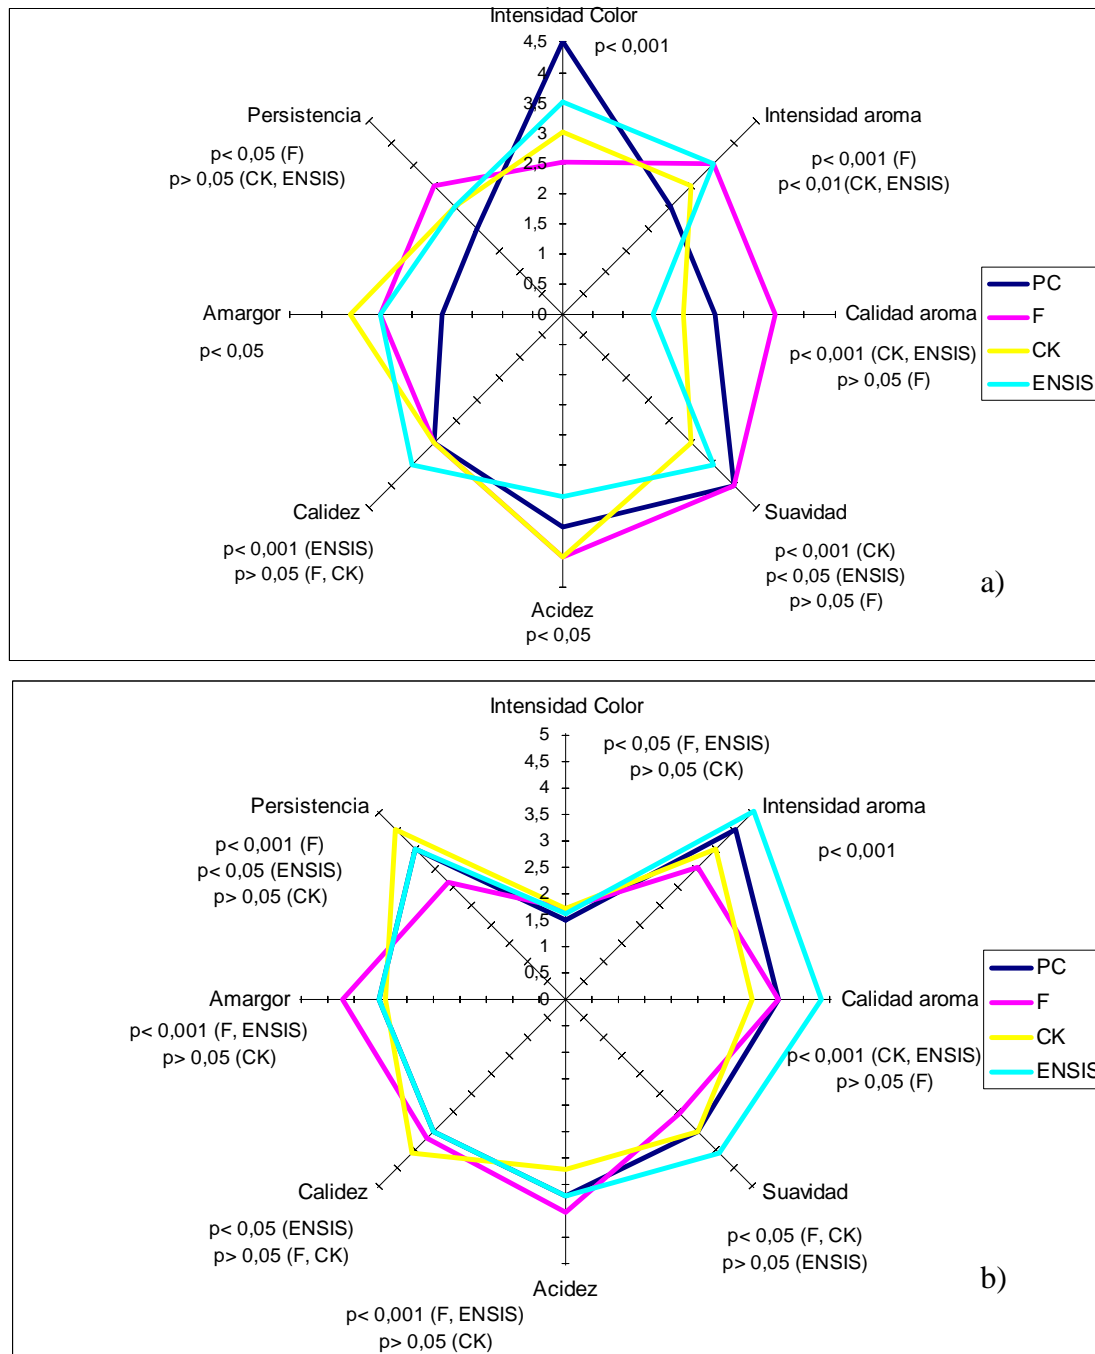 Intensidad Color
p< 0,001
4,5
4
3,5
3
2,5
2
1,5
1
0,5
0
Persistencia
p< 0,05 (F)
p> 0,05 (CK, ENSIS)
Intensidad aroma
p< 0,001 (F)
p< 0,01(CK, ENSIS)
Amargor
p< 0,05
Calidad aroma
p< 0,001 (CK, ENSIS)
p> 0,05 (F)
PC
F
CK
ENSIS
Calidez
p< 0,001 (ENSIS)
p> 0,05 (F, CK)
Suavidad
p< 0,001 (CK)
p< 0,05 (ENSIS)
p> 0,05 (F)
Acidez
p< 0,05
a)
Intensidad Color
p< 0,05 (F, ENSIS)
p> 0,05 (CK)
5
4,5
4
3,5
3
2,5
2
1,5
1
0,5
0
Persistencia
p< 0,001 (F)
p< 0,05 (ENSIS)
p> 0,05 (CK)
Intensidad aroma
p< 0,001
Amargor
p< 0,001 (F, ENSIS)
p> 0,05 (CK)
Calidad aroma
p< 0,001 (CK, ENSIS)
p> 0,05 (F)
PC
F
CK
ENSIS
Calidez
p< 0,05 (ENSIS)
p> 0,05 (F, CK)
Suavidad
p< 0,05 (F, CK)
p> 0,05 (ENSIS)
Acidez
p< 0,001 (F, ENSIS)
p> 0,05 (CK)
b)